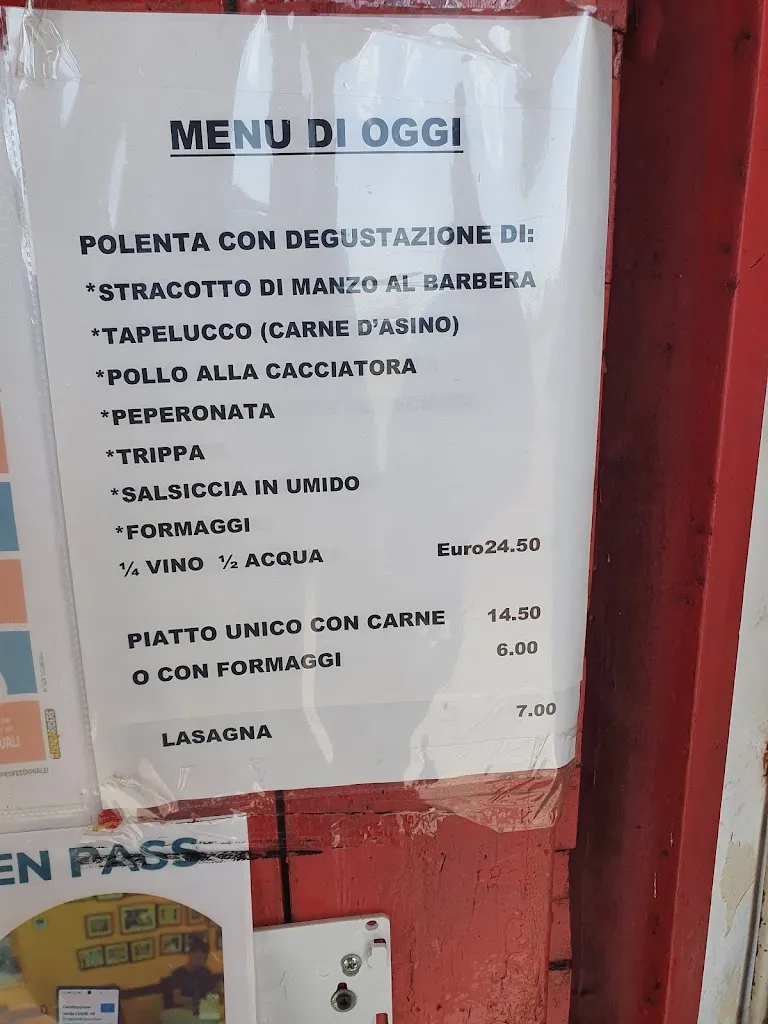 MENU DI OGGI
POLENTA CON DEGUSTAZIONE DI:
*STRACOTTO DI MANZO AL BARBERA
*TAPELUCCO (CARNE D'ASINO)
*POLLO ALLA CACCIATORA
*PEPERONATA
*TRIPPA
*SALSICCIA IN UMIDO
*FORMAGGI
¼ VINO ½ ACQUA Euro24.50
PIATTO UNICO CON CARNE 14.50
O CON FORMAGGI 6.00
LASAGNA 7.00
EN PASS